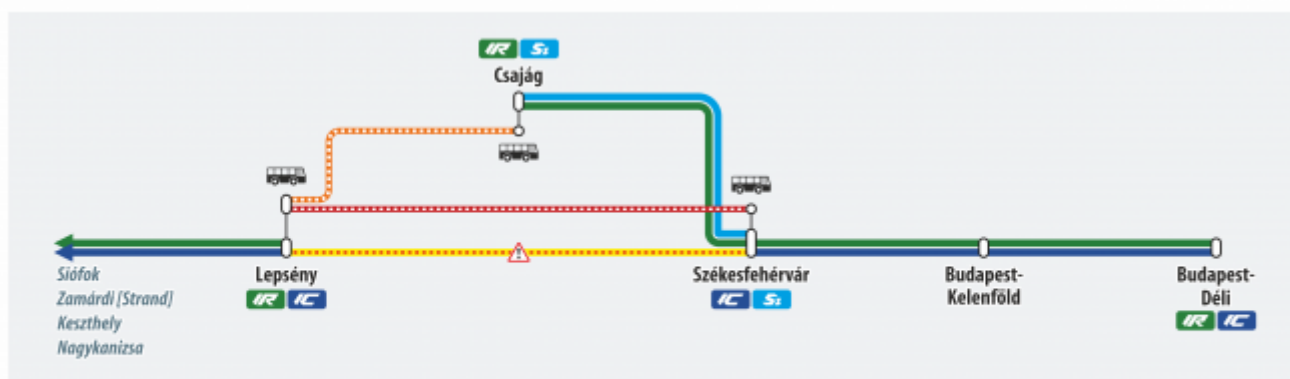 IR S1
Csajág
Siófok
Zamárdi (Strand)
Keszthely
Nagykanizsa
Lepsény
IR IC
Székesfehérvár
IC S1
Budapest-
Kelenföld
Budapest-
Déli
IR IC